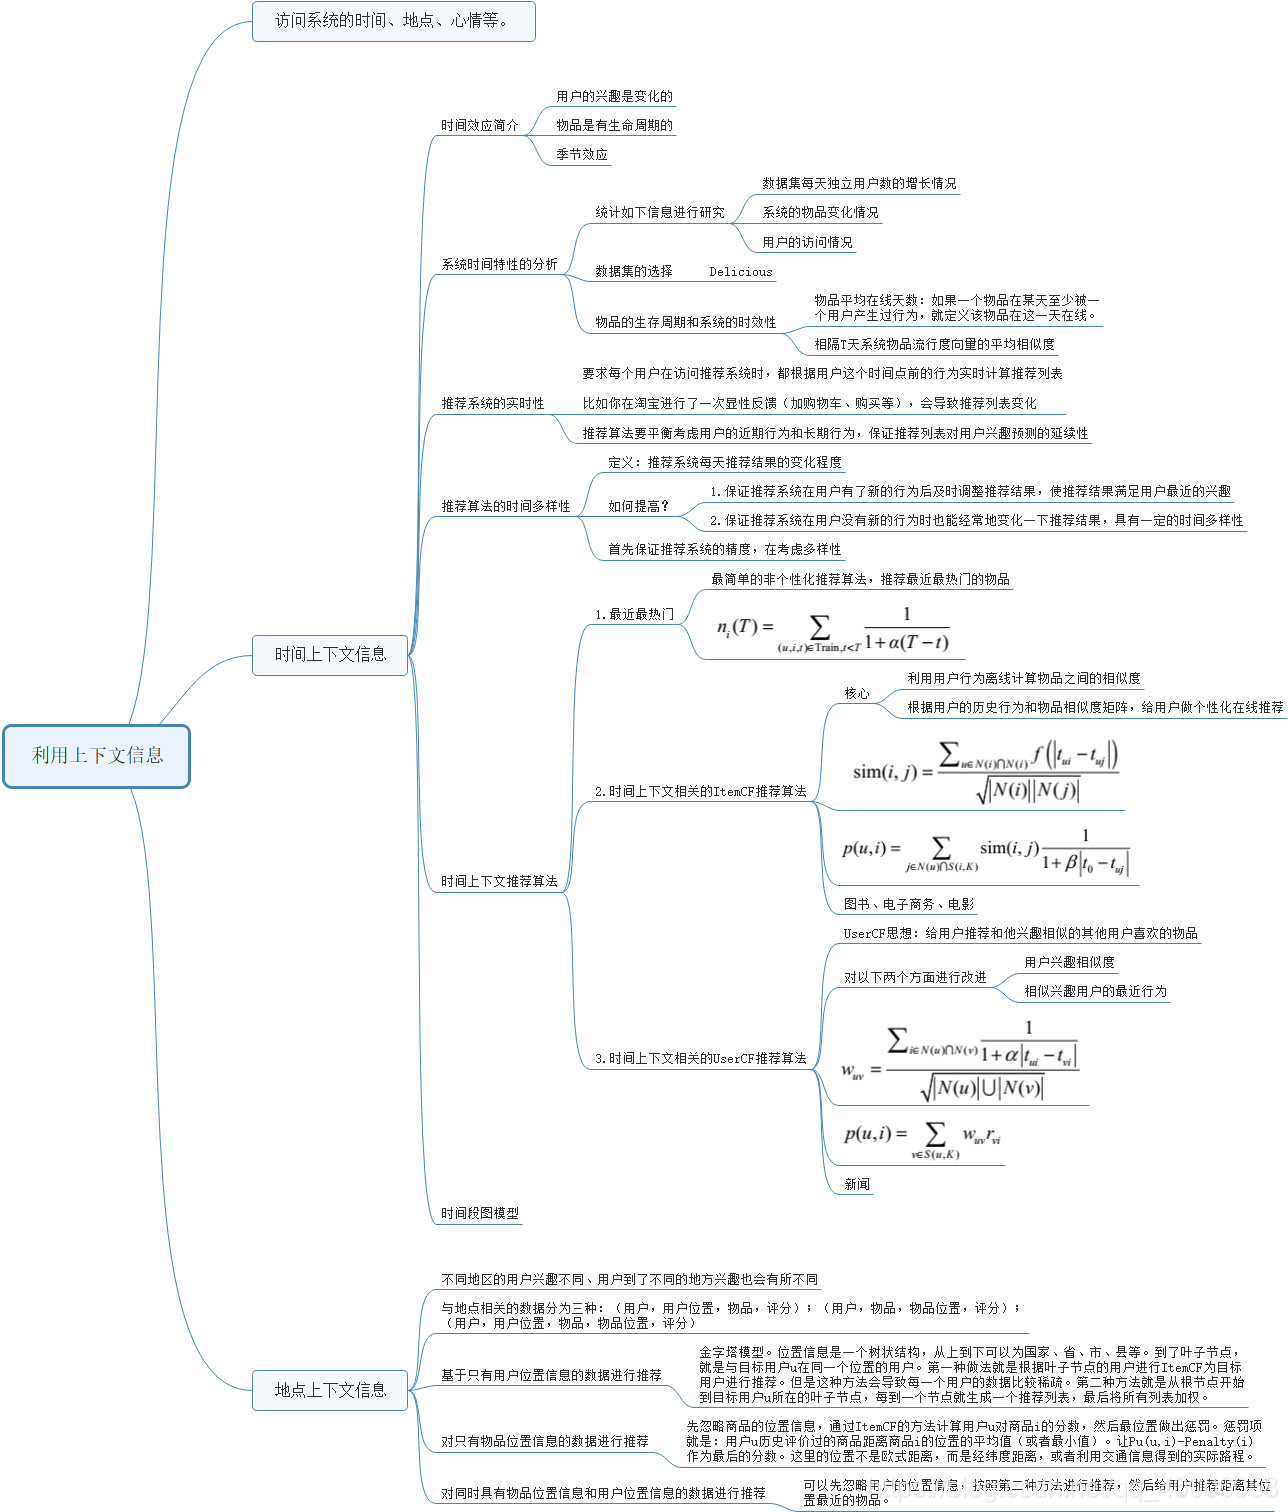 访问系统的时间、地点、心情等。
用户的兴趣是变化的
时间效应简介
物品是有生命周期的
季节效应
数据集每天独立用户数的增长情况
统计如下信息进行研究
系统的物品变化情况
用户的访问情况
系统时间特性的分析
数据集的选择 Delicious
物品平均在线天数：如果一个物品在某天至少被一
个用户产生过行为，就定义该物品在这一天在线。
物品的生存周期和系统的时效性
相隔T天系统物品流行度向量的平均相似度
要求每个用户在访问推荐系统时，都根据用户这个时间点前的行为实时计算推荐列表
推荐系统的实时性
比如你在淘宝进行了一次显性反馈（加购物车、购买等），会导致推荐列表变化
推荐算法要平衡考虑用户的近期行为和长期行为，保证推荐列表对用户兴趣预测的延续性
定义：推荐系统每天推荐结果的变化程度
推荐算法的时间多样性
如何提高？
1.保证推荐系统在用户有了新的行为后及时调整推荐结果，使推荐结果满足用户最近的兴趣
2.保证推荐系统在用户没有新的行为时也能经常地变化一下推荐结果，具有一定的时间多样性
首先保证推荐系统的精度，在考虑多样性
最简单的非个性化推荐算法，推荐最近最热门的物品
1.最近最热门
n_i(T) = ∑_{(u,i,t)∈Train,t<T} 1/(1+α(T−t))
时间上下文信息
利用用户行为离线计算物品之间的相似度
核心
根据用户的历史行为和物品相似度矩阵，给用户做个性化在线推荐
利用上下文信息
sim(i, j) = ∑_{u∈N(i)∩N(i)} f(|t_{ui} − t_{uj}|) / √(|N(i)||N(j)|)
2.时间上下文相关的ItemCF推荐算法
p(u,i) = ∑_{j∈N(u)∩S(i,K)} sim(i,j) 1/(1+β|t_0 − t_{uj}|)
时间上下文推荐算法
图书、电子商务、电影
UserCF思想：给用户推荐和他兴趣相似的其他用户喜欢的物品
用户兴趣相似度
对以下两个方面进行改进
相似兴趣用户的最近行为
w_{uv} = ∑_{i∈N(u)∩N(v)} 1/(1+α|t_{ui} − t_{vi}|) / √(|N(u)|∪|N(v)|)
3.时间上下文相关的UserCF推荐算法
p(u,i) = ∑_{v∈S(u,K)} w_{uv} r_{vi}
新闻
时间段图模型
不同地区的用户兴趣不同、用户到了不同的地方兴趣也会有所不同
与地点相关的数据分为三种：（用户，用户位置，物品，评分）；（用户，物品，物品位置，评分）；
（用户，用户位置，物品，物品位置，评分）
金字塔模型。位置信息是一个树状结构，从上到下可以为国家、省、市、县等。到了叶子节点，
就是与目标用户u在同一个位置的用户。第一种做法就是根据叶子节点的用户进行ItemCF为目标
基于只有用户位置信息的数据进行推荐
用户进行推荐。但是这种方法会导致每一个用户的数据比较稀疏。第二种方法就是从根节点开始
到目标用户u所在的叶子节点，每到一个节点就生成一个推荐列表，最后将所有列表加权。
地点上下文信息
先忽略商品的位置信息，通过ItemCF的方法计算用户u对商品i的分数，然后最位置做出惩罚。惩罚项
对只有物品位置信息的数据进行推荐
就是：用户u历史评价过的商品距离商品i的位置的平均值（或者最小值）。让Pu(u,i)-Penalty(i)
作为最后的分数。这里的位置不是欧式距离，而是经纬度距离，或者利用交通信息得到的实际路程。
对同时具有物品位置信息和用户位置信息的数据进行推荐
可以先忽略用户的位置信息，按照第二种方法进行推荐，然后给用户推荐距离其位
置最近的物品。